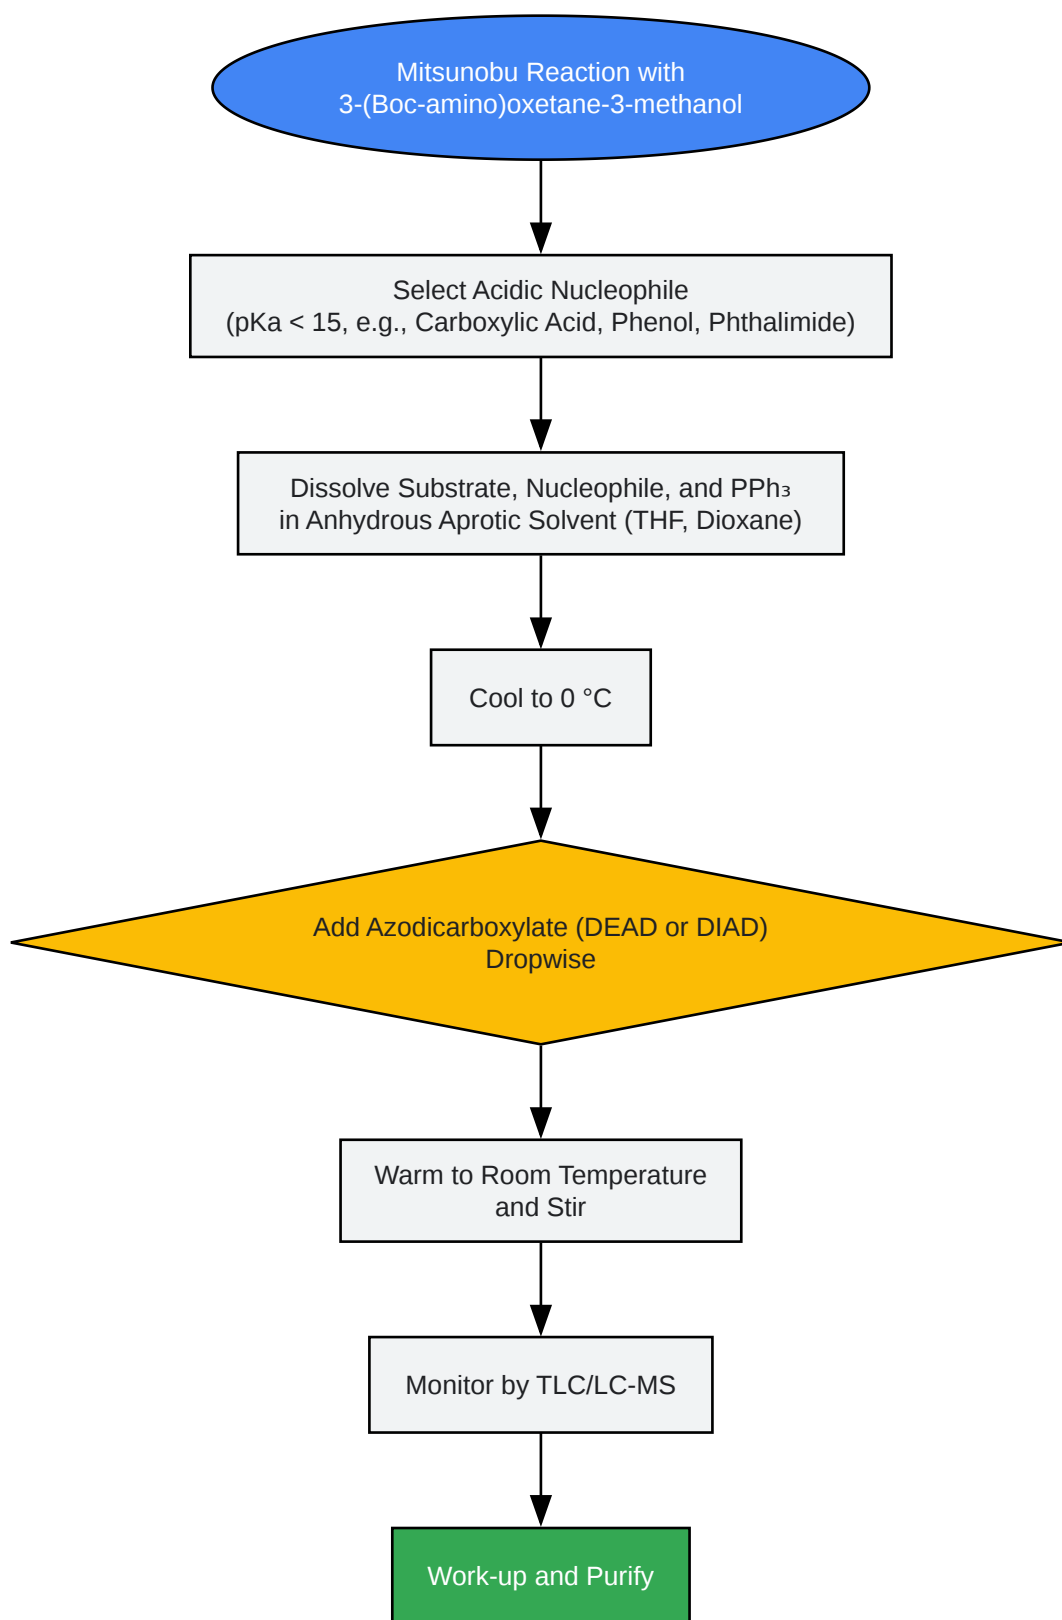 Mitsunobu Reaction with
3-(Boc-amino)oxetane-3-methanol
Select Acidic Nucleophile
(pKa < 15, e.g., Carboxylic Acid, Phenol, Phthalimide)
Dissolve Substrate, Nucleophile, and PPh₃
in Anhydrous Aprotic Solvent (THF, Dioxane)
Cool to 0 °C
Add Azodicarboxylate (DEAD or DIAD)
Dropwise
Warm to Room Temperature
and Stir
Monitor by TLC/LC-MS
Work-up and Purify